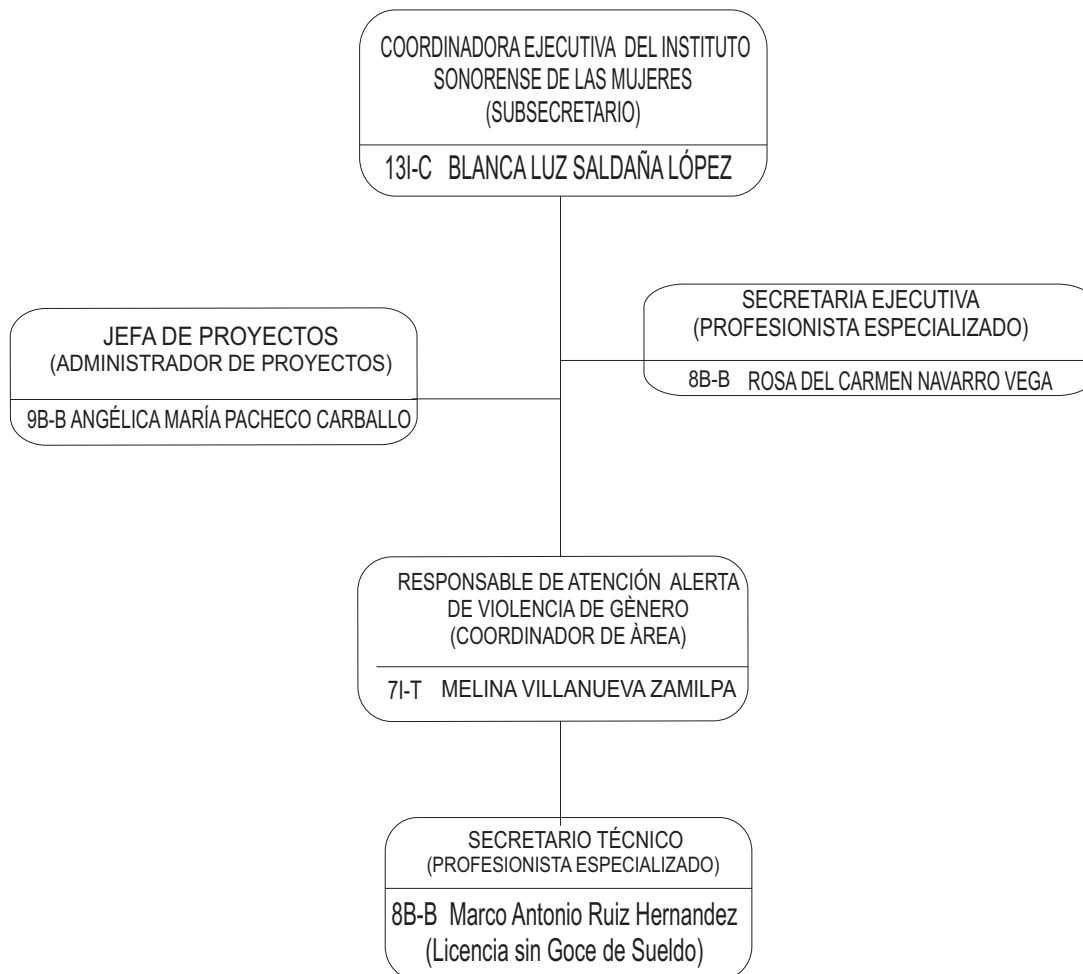 COORDINADORA EJECUTIVA DEL INSTITUTO
SONORENSE DE LAS MUJERES
(SUBSECRETARIO)
13I-C BLANCA LUZ SALDAÑA LÓPEZ
SECRETARIA EJECUTIVA
(PROFESIONISTA ESPECIALIZADO)
8B-B ROSA DEL CARMEN NAVARRO VEGA
JEFA DE PROYECTOS
(ADMINISTRADOR DE PROYECTOS)
9B-B ANGÉLICA MARÍA PACHECO CARBALLO
RESPONSABLE DE ATENCIÓN ALERTA
DE VIOLENCIA DE GÈNERO
(COORDINADOR DE ÀREA)
7I-T MELINA VILLANUEVA ZAMILPA
SECRETARIO TÉCNICO
(PROFESIONISTA ESPECIALIZADO)
8B-B Marco Antonio Ruiz Hernandez
(Licencia sin Goce de Sueldo)